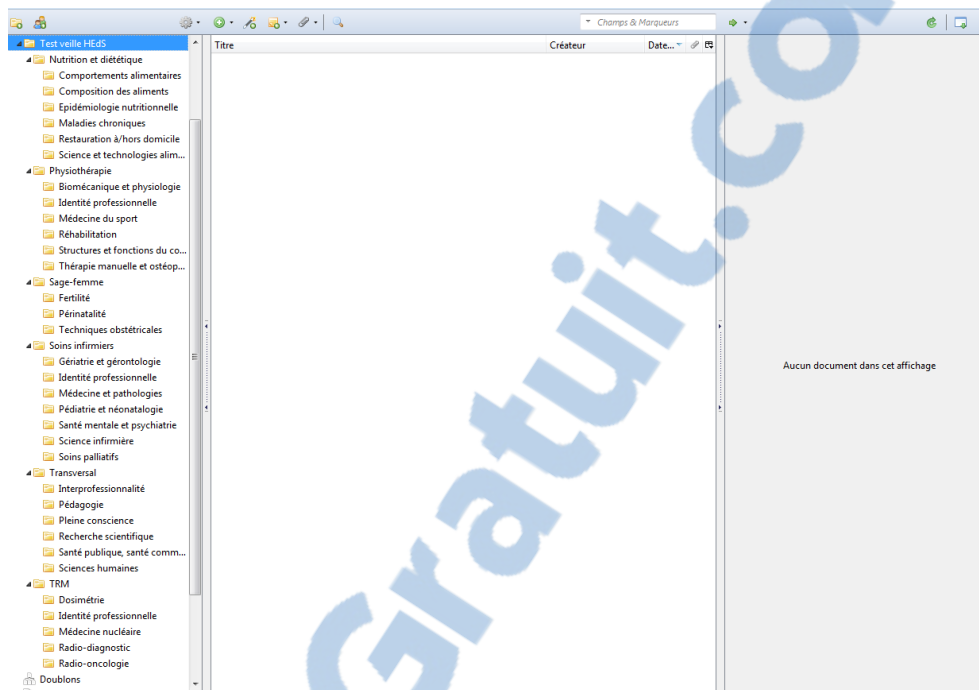 Champs & Marqueurs
Test veille HEdS
Titre Créateur Date...
Nutrition et diététique
Comportements alimentaires
Composition des aliments
Epidémiologie nutritionnelle
Maladies chroniques
Restauration à/hors domicile
Science et technologies alim...
Physiothérapie
Biomécanique et physiologie
Identité professionnelle
Médecine du sport
Réhabilitation
Structures et fonctions du co...
Thérapie manuelle et ostéop...
Sage-femme
Fertilité
Périnatalité
Techniques obstétricales
Soins infirmiers
Gériatrie et gérontologie
Identité professionnelle
Médecine et pathologies
Pédiatrie et néonatalogie
Santé mentale et psychiatrie
Science infirmière
Soins palliatifs
Transversal
Interprofessionnalité
Pédagogie
Pleine conscience
Recherche scientifique
Santé publique, santé comm...
Sciences humaines
TRM
Dosimétrie
Identité professionnelle
Médecine nucléaire
Radio-diagnostic
Radio-oncologie
Doublons
Aucun document dans cet affichage
Gratuit.co